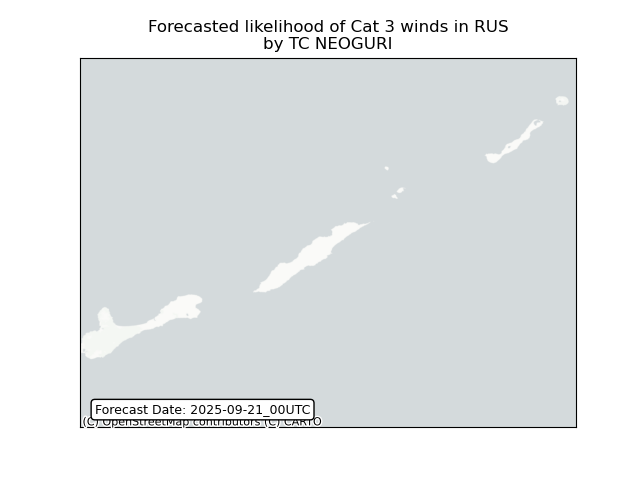 Forecasted likelihood of Cat 3 winds in RUS
by TC NEOGURI
Forecast Date: 2025-09-21_00UTC
(C) OpenStreetMap contributors (C) CARTO